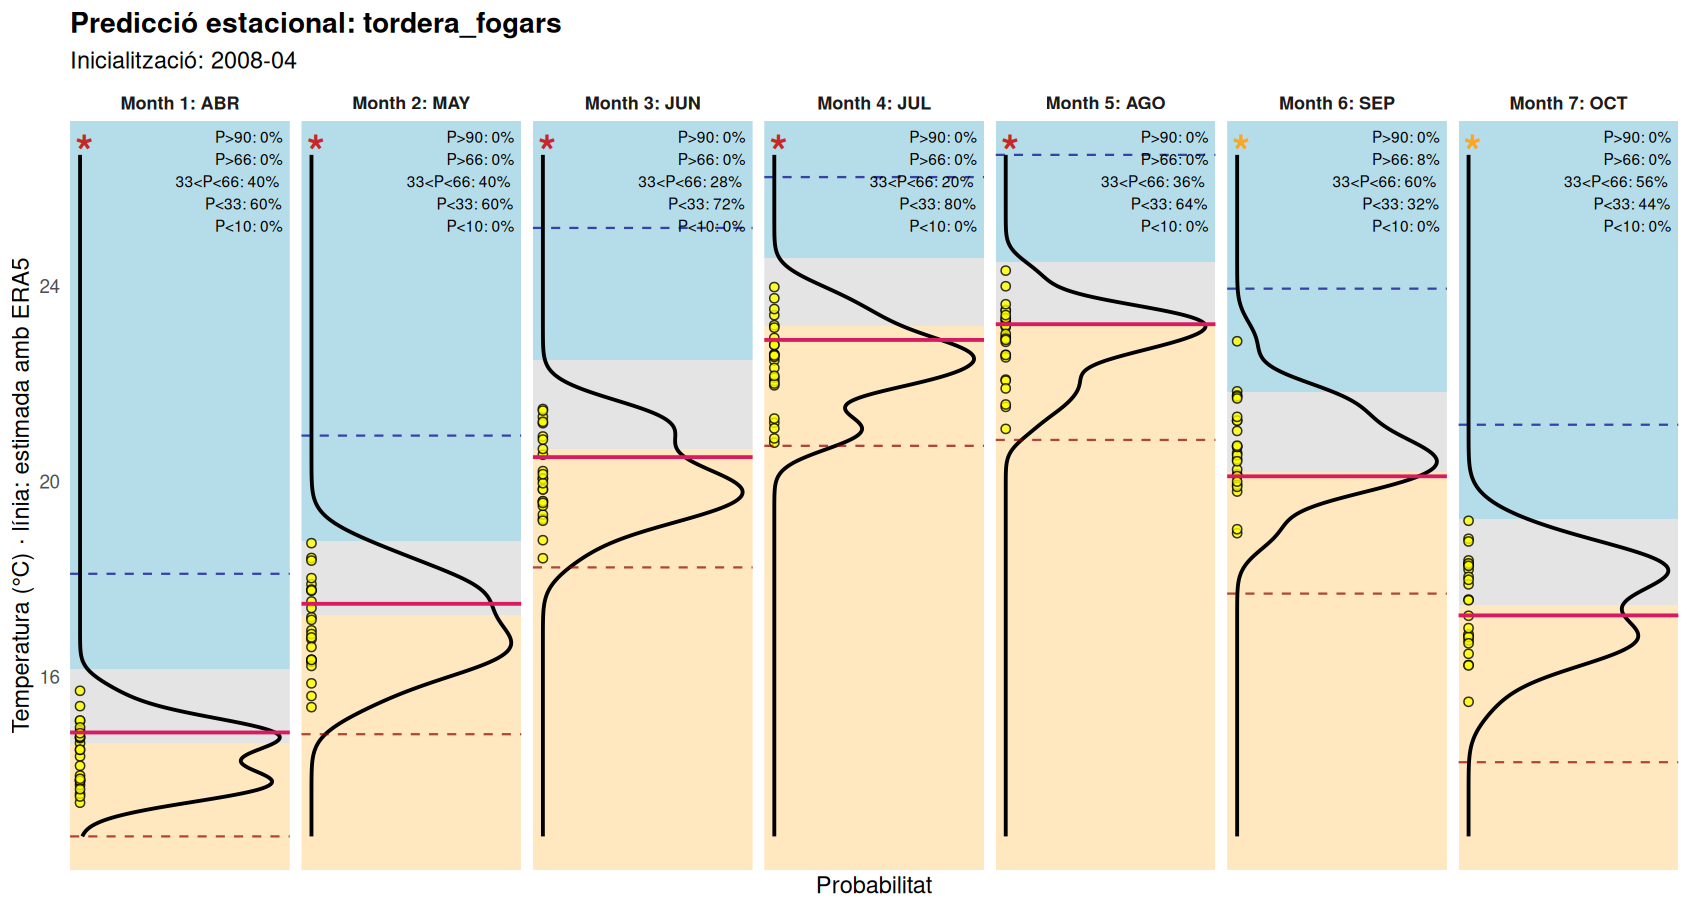 Predicció estacional: tordera_fogars
Inicialització: 2008-04
Month 1: ABR
*
P>90: 0%
P>66: 0%
33<P<66: 40%
P<33: 60%
P<10: 0%
Month 2: MAY
*
P>90: 0%
P>66: 0%
33<P<66: 40%
P<33: 60%
P<10: 0%
Month 3: JUN
*
P>90: 0%
P>66: 0%
33<P<66: 28%
P<33: 72%
P<10: 0%
Month 4: JUL
*
P>90: 0%
P>66: 0%
33<P<66: 20%
P<33: 80%
P<10: 0%
Month 5: AGO
*
P>90: 0%
P>66: 0%
33<P<66: 36%
P<33: 64%
P<10: 0%
Month 6: SEP
*
P>90: 0%
P>66: 8%
33<P<66: 60%
P<33: 32%
P<10: 0%
Month 7: OCT
*
P>90: 0%
P>66: 0%
33<P<66: 56%
P<33: 44%
P<10: 0%
Temperatura (°C) · línia: estimada amb ERA5
24
20
16
Probabilitat